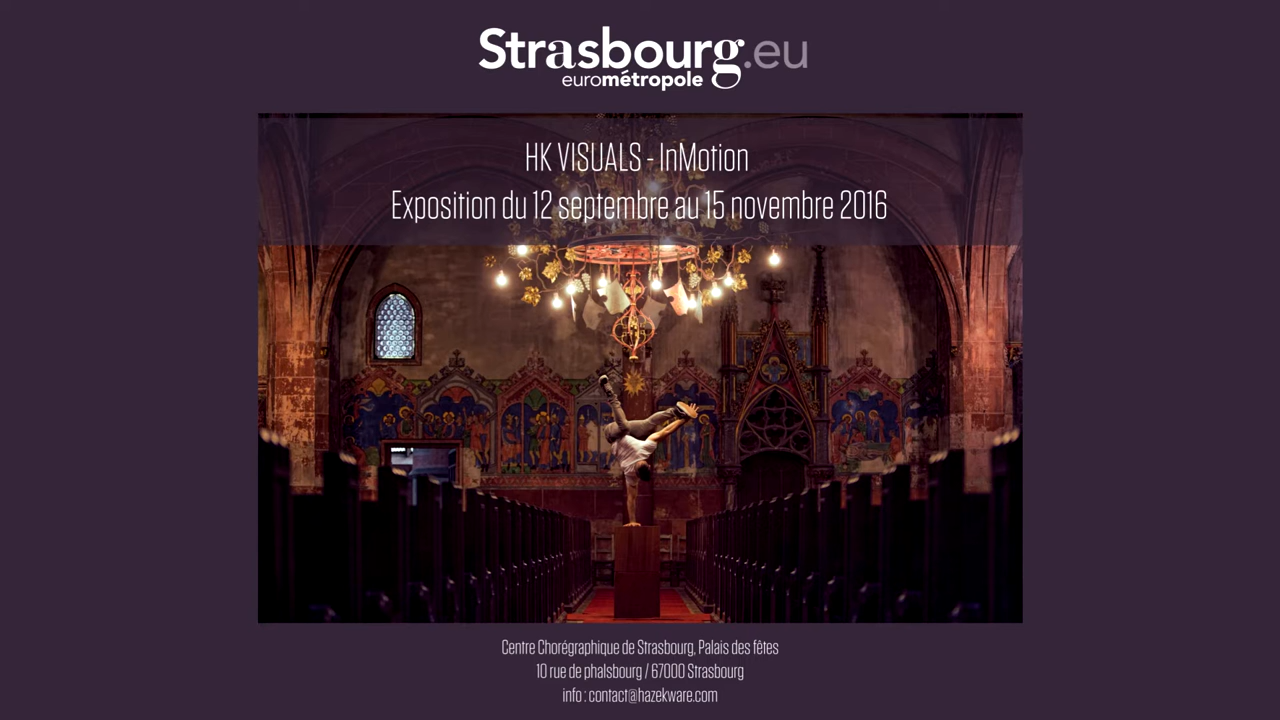 Strasbourg.eu
eurométropole
HK VISUALS - InMotion
Exposition du 12 septembre au 15 novembre 2016
Centre Chorégraphique de Strasbourg, Palais des fêtes
10 rue de phalsbourg / 67000 Strasbourg
info : contact@hazekware.com